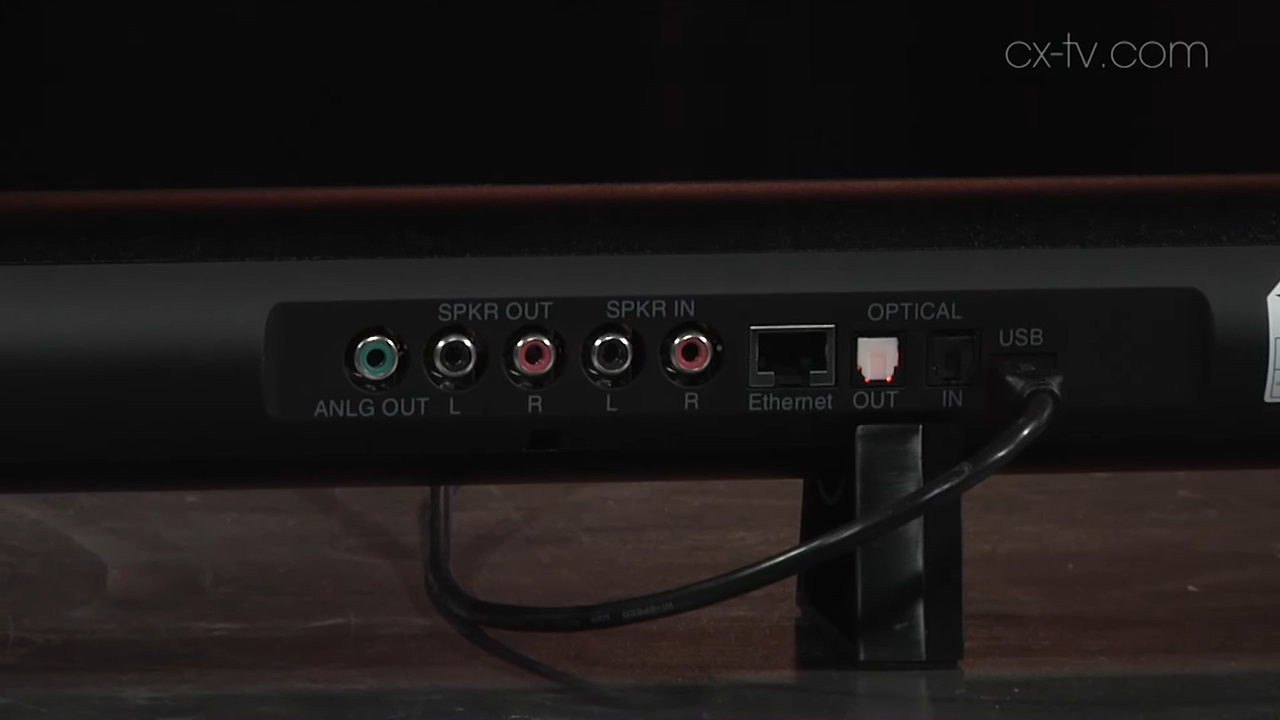 cx-tv.com
SPKR OUT SPKR IN OPTICAL
USB
ANLG OUT L R L R Ethernet OUT IN